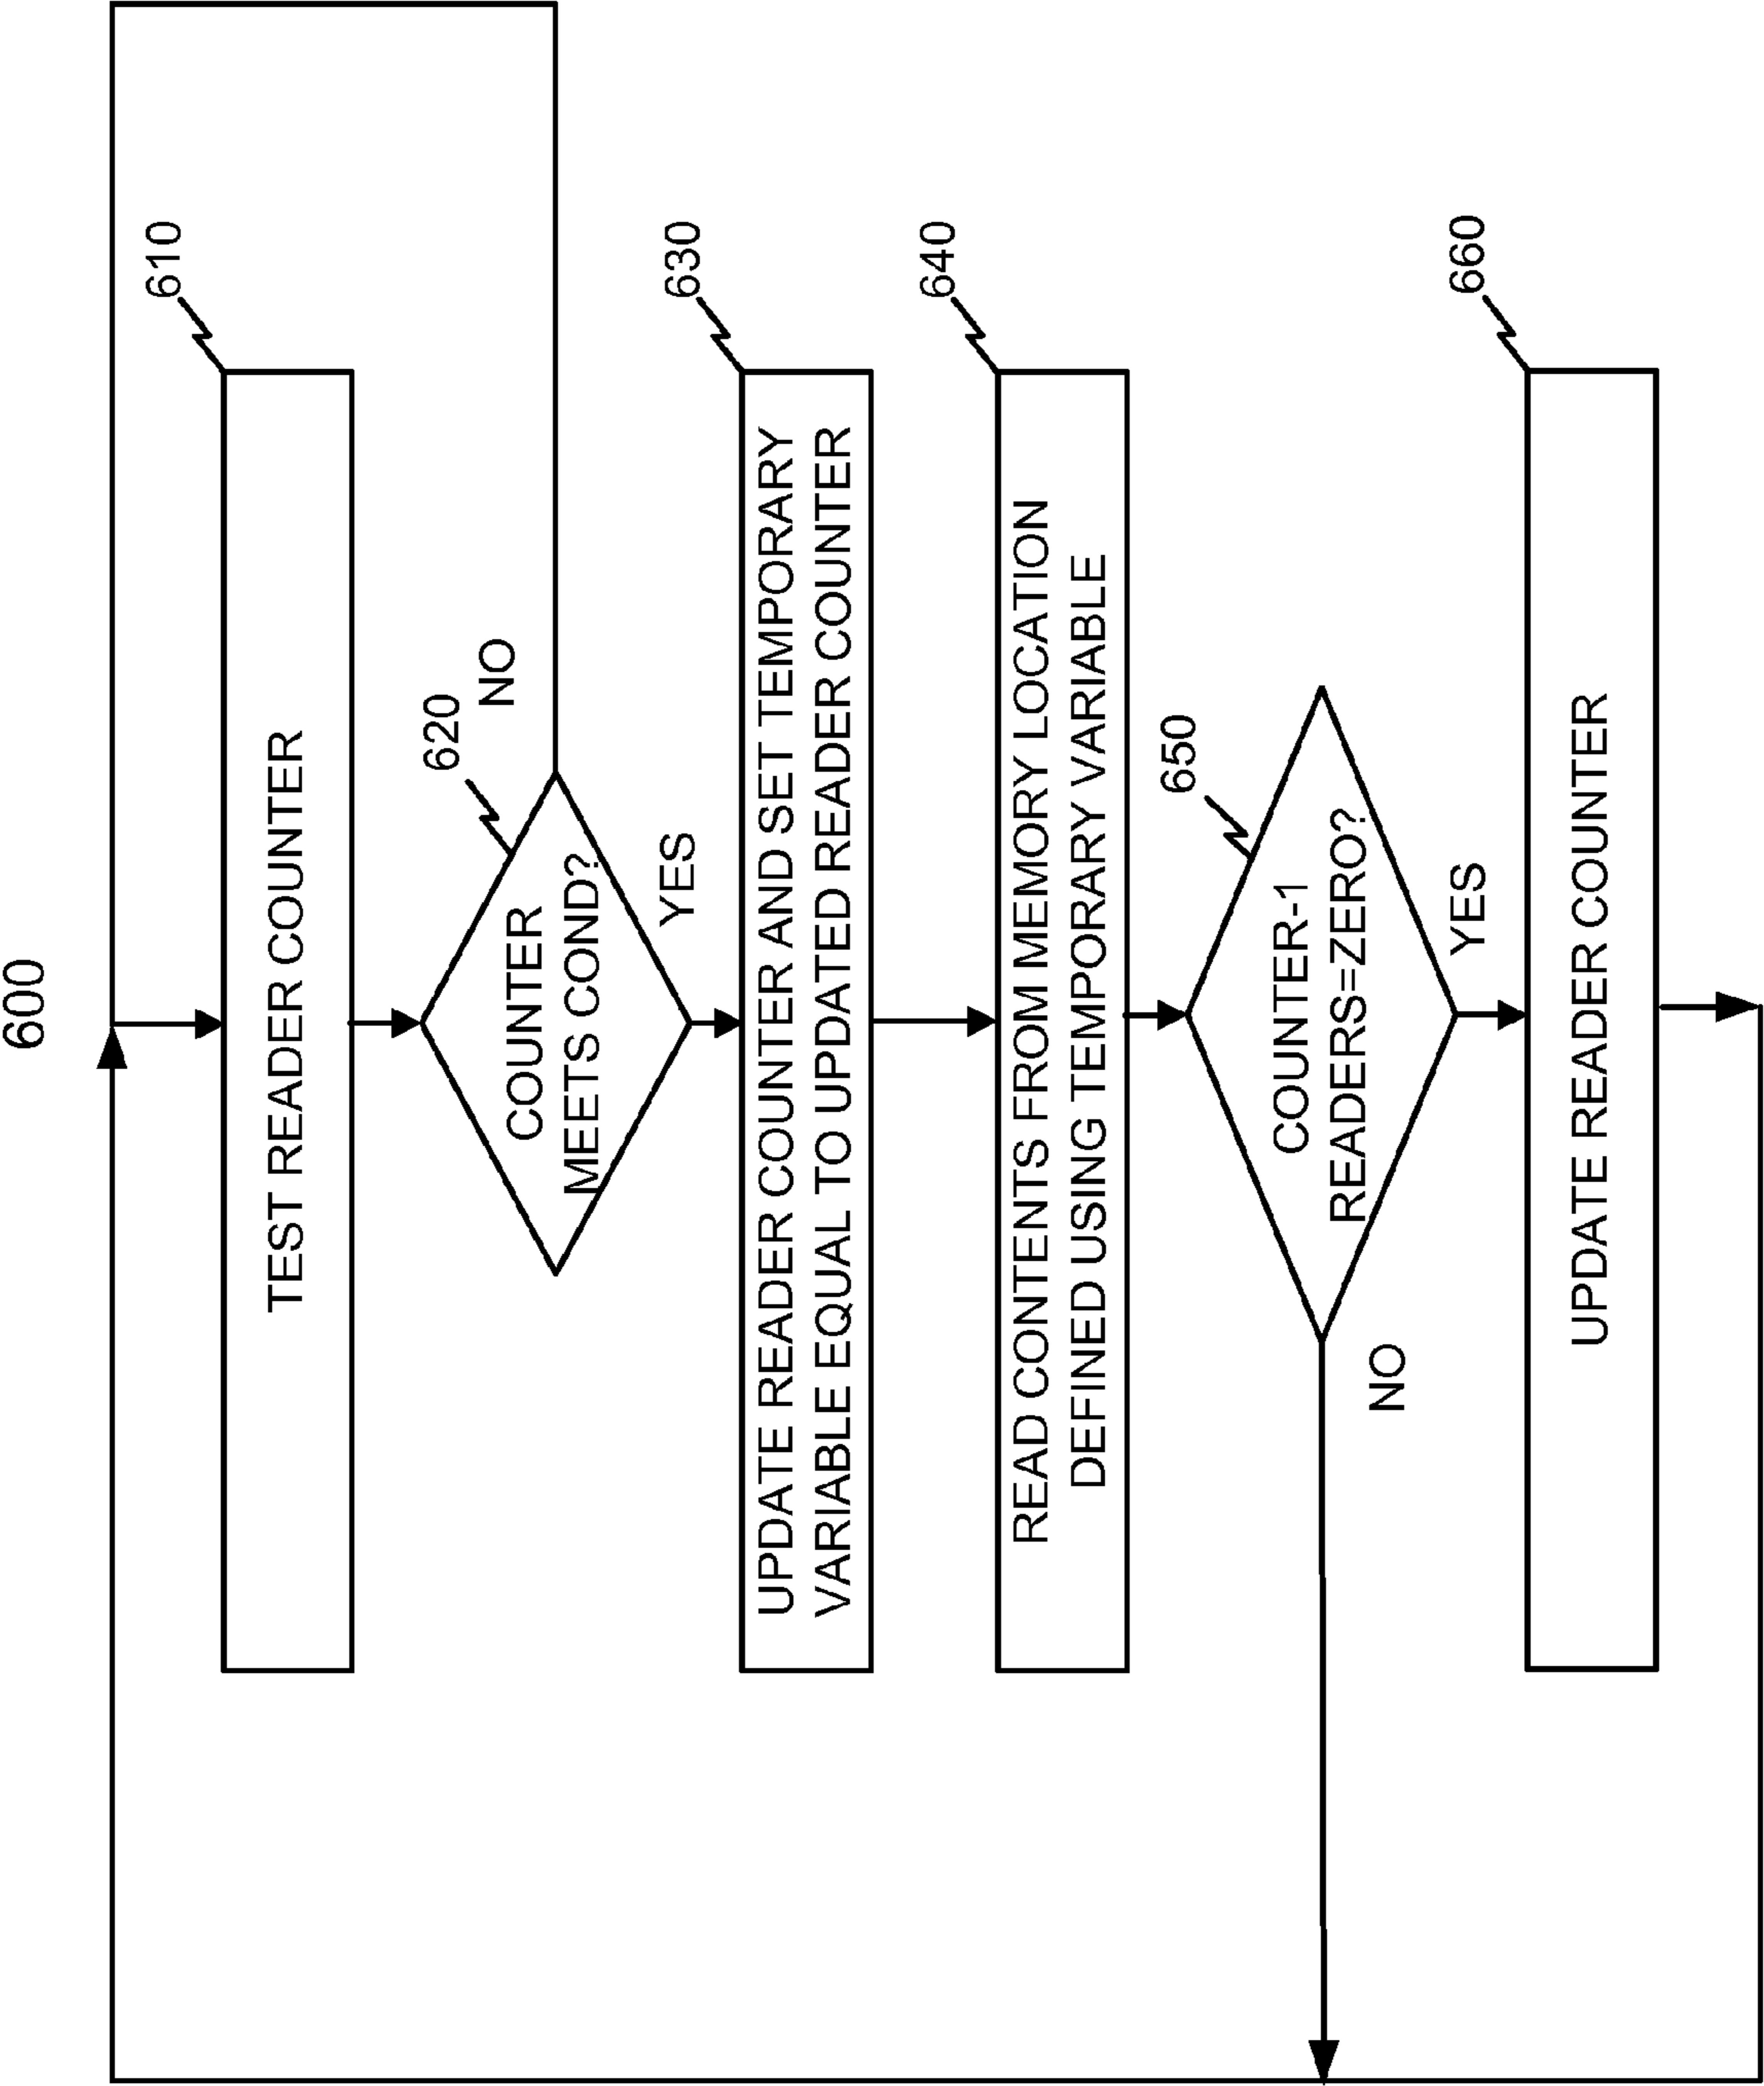 600
610
TEST READER COUNTER
620
NO
COUNTER
MEETS COND?
YES
630
UPDATE READER COUNTER AND SET TEMPORARY
VARIABLE EQUAL TO UPDATED READER COUNTER
640
READ CONTENTS FROM MEMORY LOCATION
DEFINED USING TEMPORARY VARIABLE
650
COUNTER-1
READERS=ZERO?
NO
YES
660
UPDATE READER COUNTER